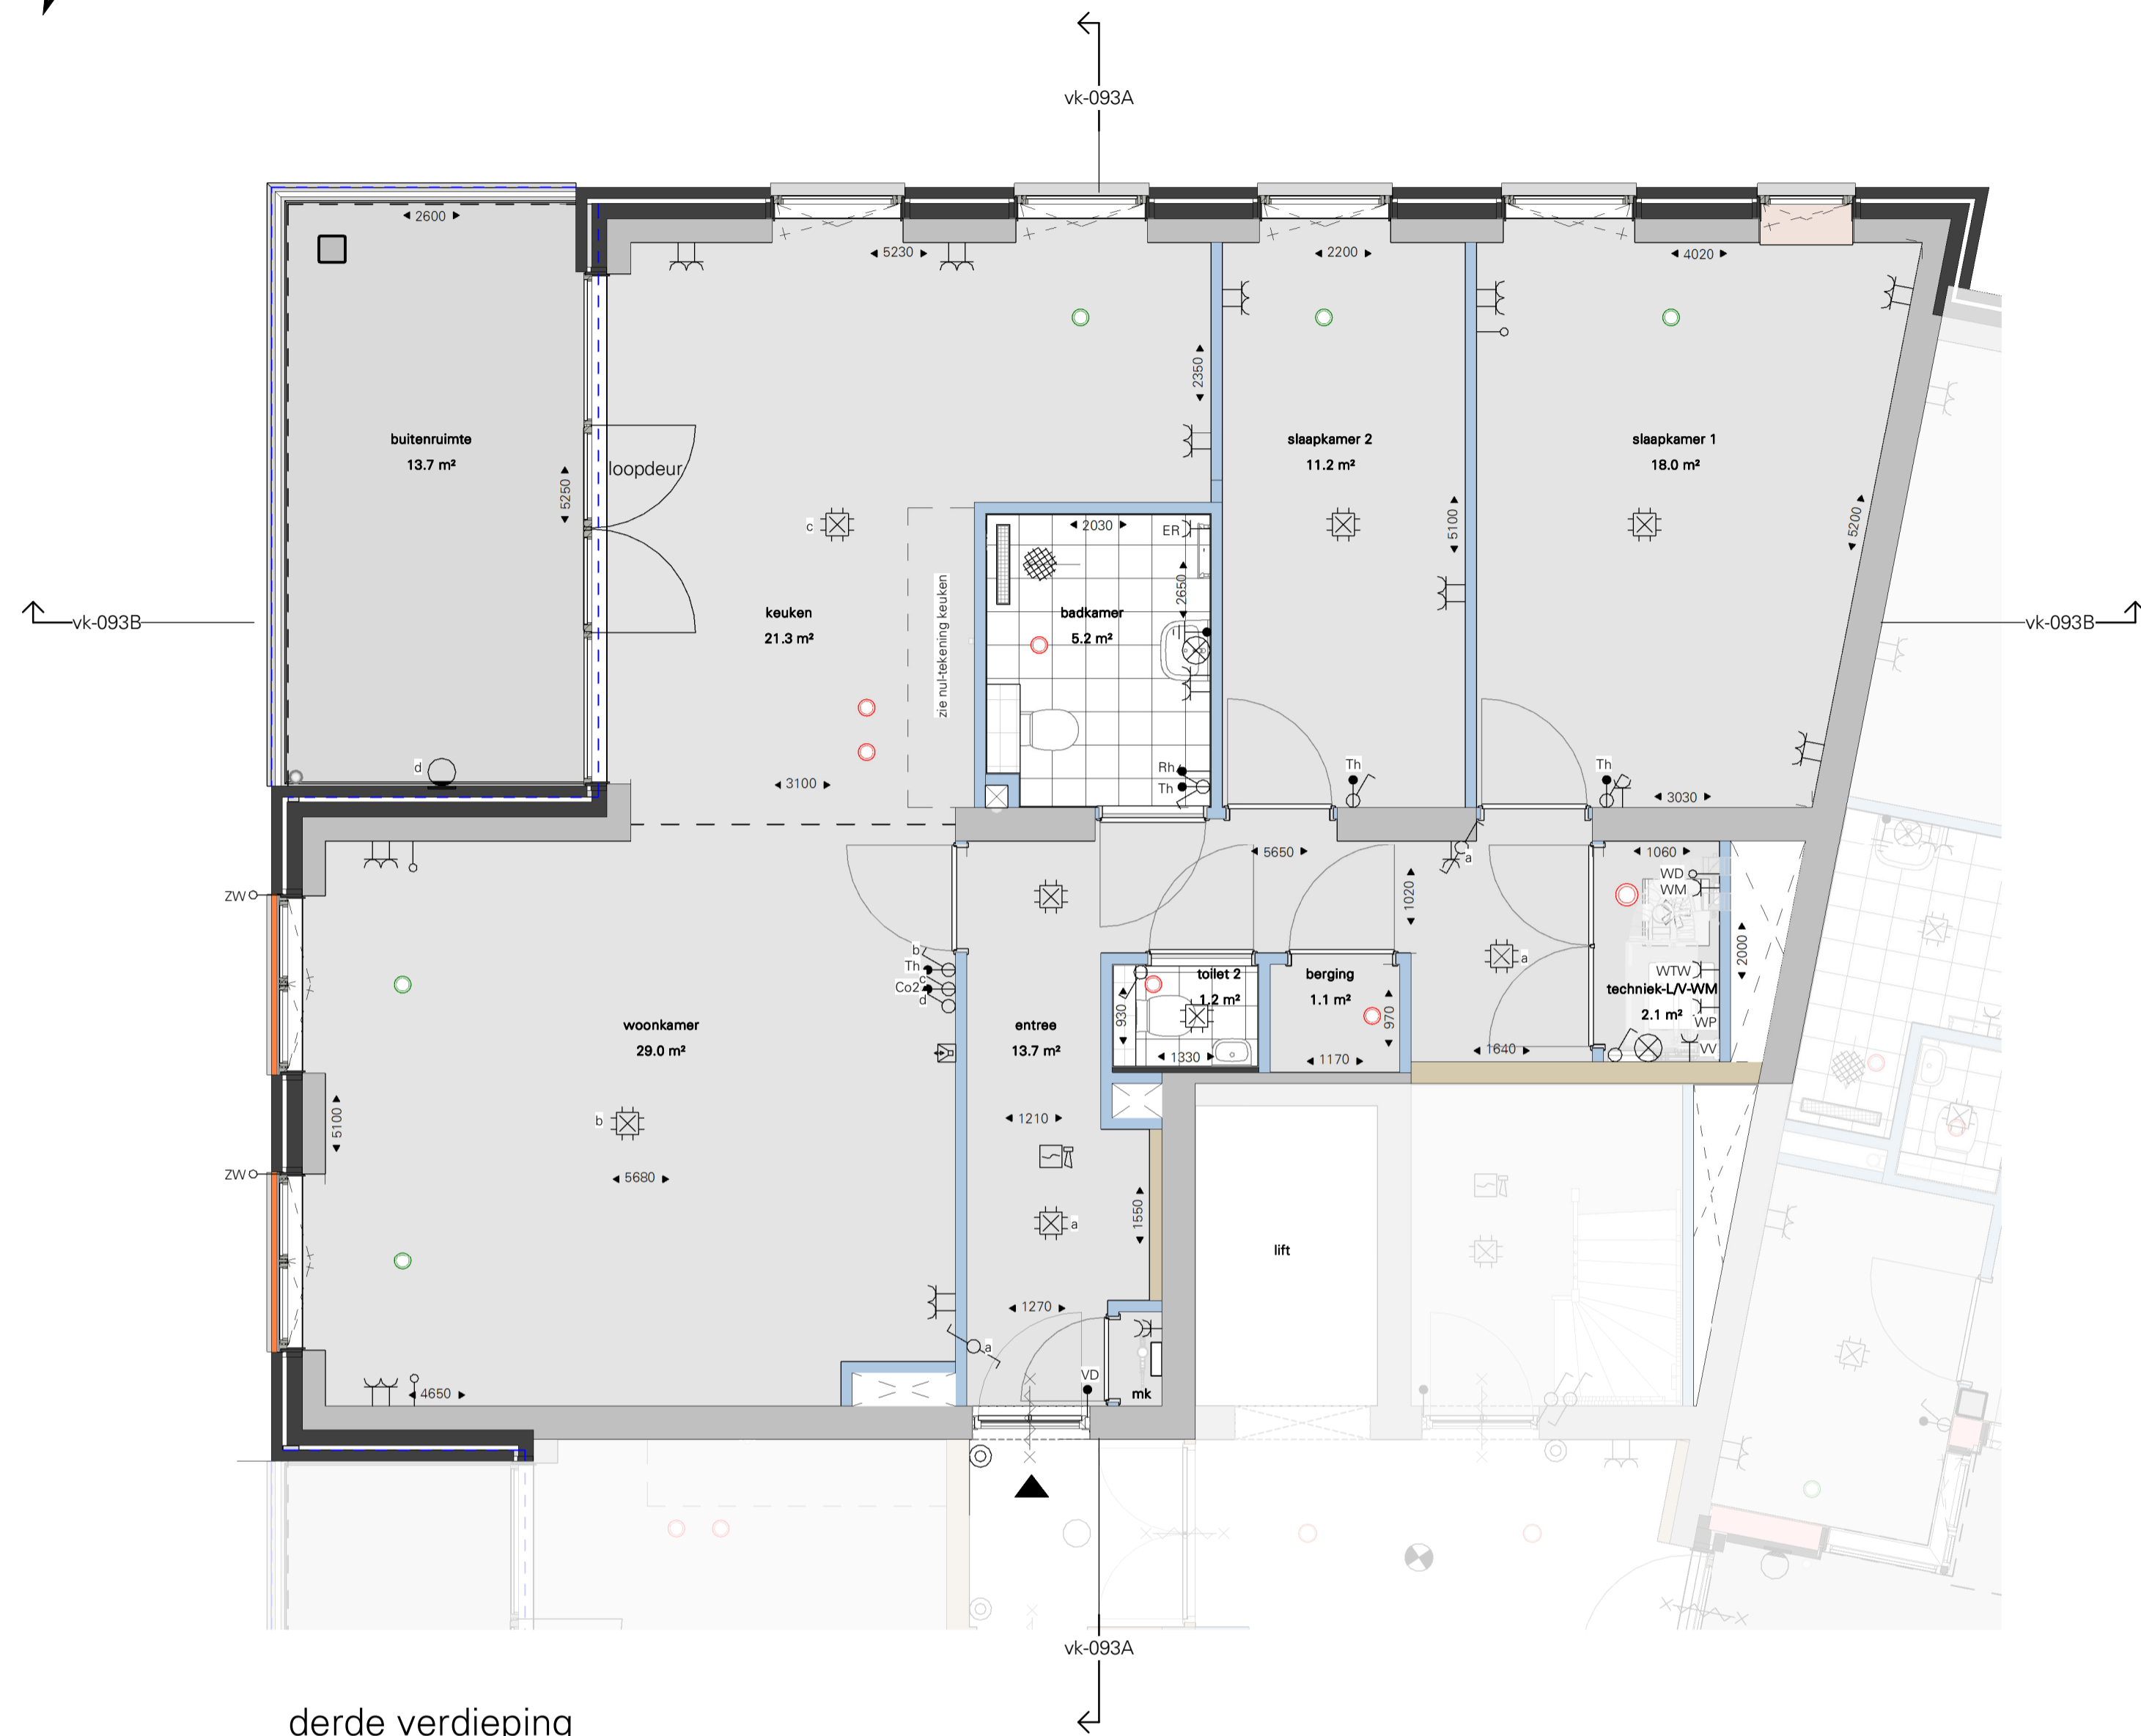 vk-093A
2600
5230
2200
4020
2350
buitenruimte
13.7 m²
loopdeur
5250
slaapkamer 2
11.2 m²
slaapkamer 1
18.0 m²
5100
5200
c
2030
ER
2650
vk-093B
keuken
21.3 m²
zie nul-tekening keuken
badkamer
5.2 m²
vk-093B
d
3100
Rh
Th
Th
Th
3030
5650
a
1060
1020
WD
WM
ZW
2000
b
Th
c
Co2
d
a
WTW
techniek-L/V-WM
2.1 m²
WP
VV
toilet 2
1.2 m²
berging
1.1 m²
930
970
1330
1170
1640
woonkamer
29.0 m²
entree
13.7 m²
5100
b
1210
ZW
5680
1550
a
lift
1270
a
VD
mk
4650
vk-093A
derde verdieping